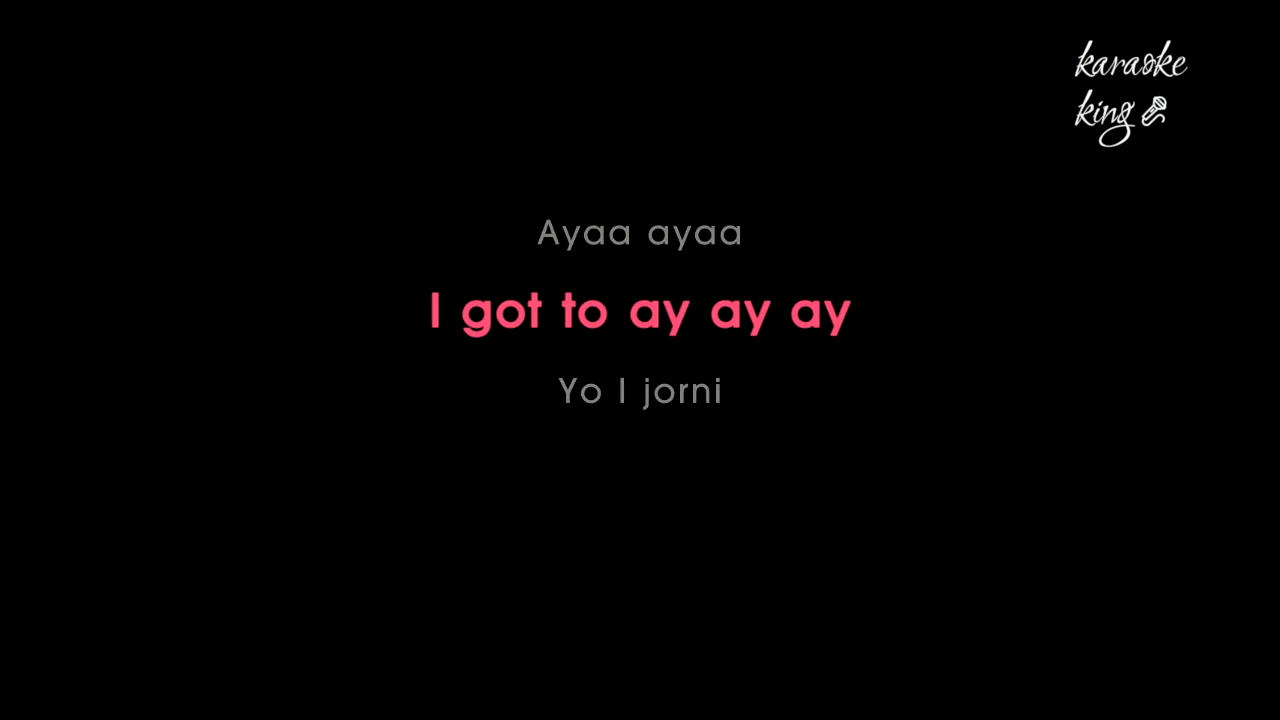 karaoke
king
Ayaa ayaa
I got to ay ay ay
Yo I jorni